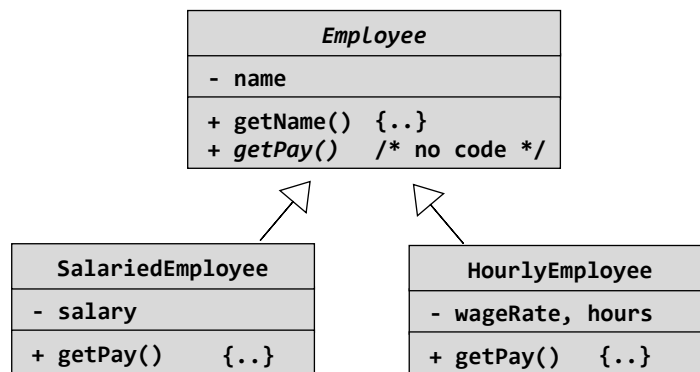 Employee
- name
+ getName() {..}
+ getPay() /* no code */
SalariedEmployee
- salary
+ getPay() {..}
HourlyEmployee
- wageRate, hours
+ getPay() {..}